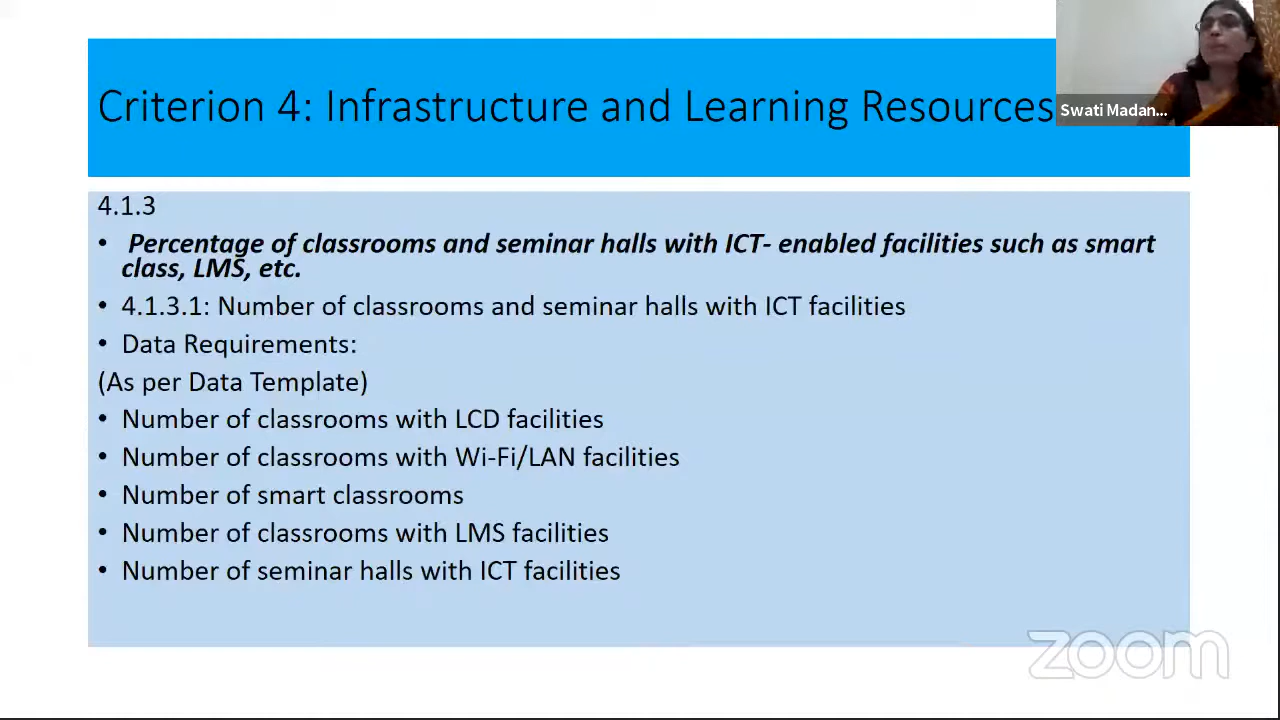 Criterion 4: Infrastructure and Learning Resources
Swati Madan...
4.1.3
• Percentage of classrooms and seminar halls with ICT- enabled facilities such as smart
class, LMS, etc.
• 4.1.3.1: Number of classrooms and seminar halls with ICT facilities
• Data Requirements:
(As per Data Template)
• Number of classrooms with LCD facilities
• Number of classrooms with Wi-Fi/LAN facilities
• Number of smart classrooms
• Number of classrooms with LMS facilities
• Number of seminar halls with ICT facilities
zoom